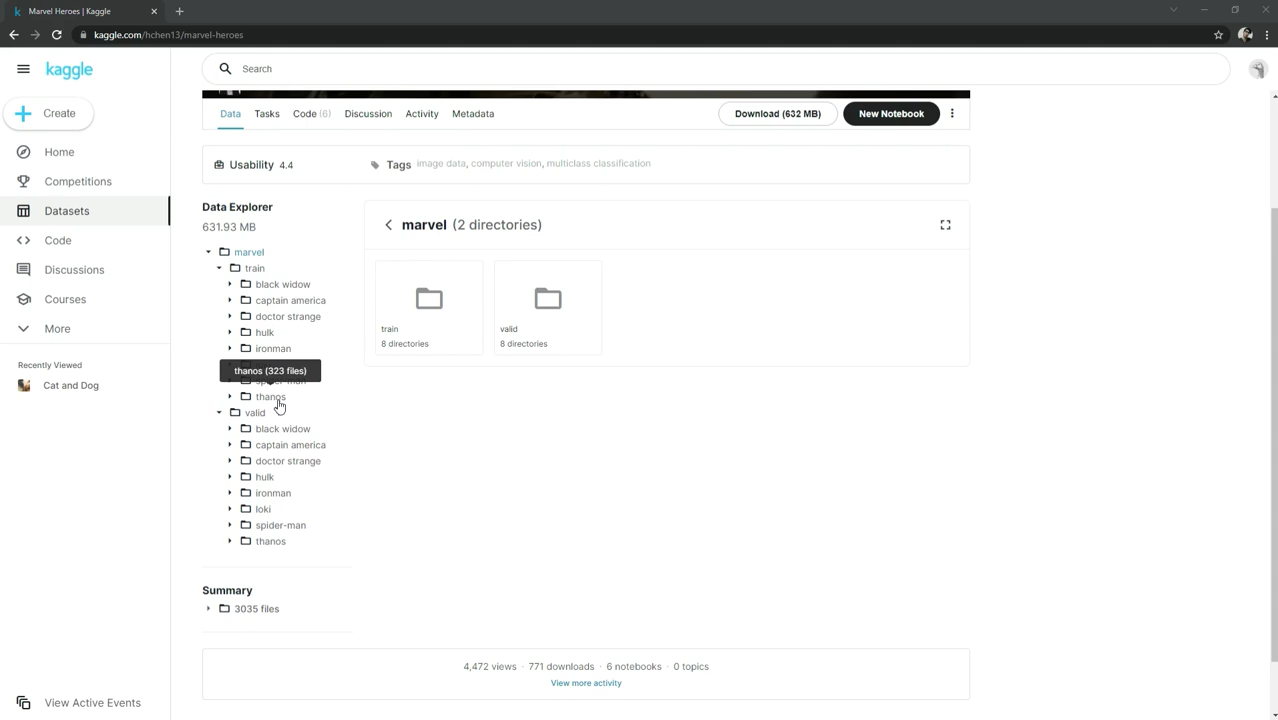 Marvel Heroes | Kaggle
kaggle.com/hchen13/marvel-heroes
kaggle
Search
Create
Data Tasks Code (6) Discussion Activity Metadata
Download (632 MB) New Notebook
Home
Competitions
Datasets
Code
Discussions
Courses
More
Recently Viewed
Cat and Dog
View Active Events
Usability 4.4 Tags image data, computer vision, multiclass classification
Data Explorer
631.93 MB
marvel
train
black widow
captain america
doctor strange
hulk
ironman
thanos (323 files)
spider-man
thanos
valid
black widow
captain america
doctor strange
hulk
ironman
loki
spider-man
thanos
marvel (2 directories)
train
8 directories
valid
8 directories
Summary
3035 files
4,472 views · 771 downloads · 6 notebooks · 0 topics
View more activity